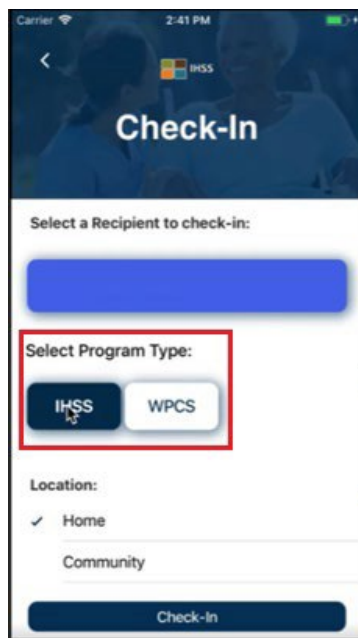 Carrier 2:41 PM
IHSS
Check-In
Select a Recipient to check-in:
Select Program Type:
IHSS WPCS
Location:
Home
Community
Check-In